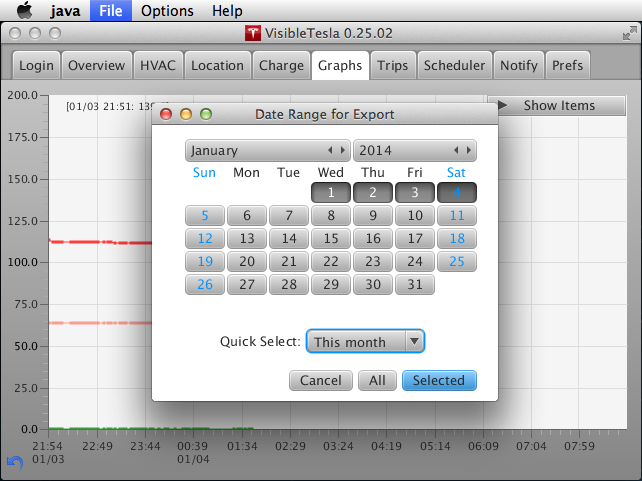 java File Options Help
VisibleTesla 0.25.02
Login Overview HVAC Location Charge Graphs Trips Scheduler Notify Prefs
200.0
[01/03 21:51: 13
Show Items
Date Range for Export
January 2014
175.0
Sun Mon Tue Wed Thu Fri Sat
1 2 3 4
150.0
5 6 7 8 9 10 11
12 13 14 15 16 17 18
125.0
19 20 21 22 23 24 25
100.0
26 27 28 29 30 31
75.0
50.0
Quick Select: This month
25.0
Cancel All Selected
0.0
21:54 22:49 23:44 00:39 01:34 02:29 03:24 04:19 05:14 06:09 07:04 07:59
01/03 01/04